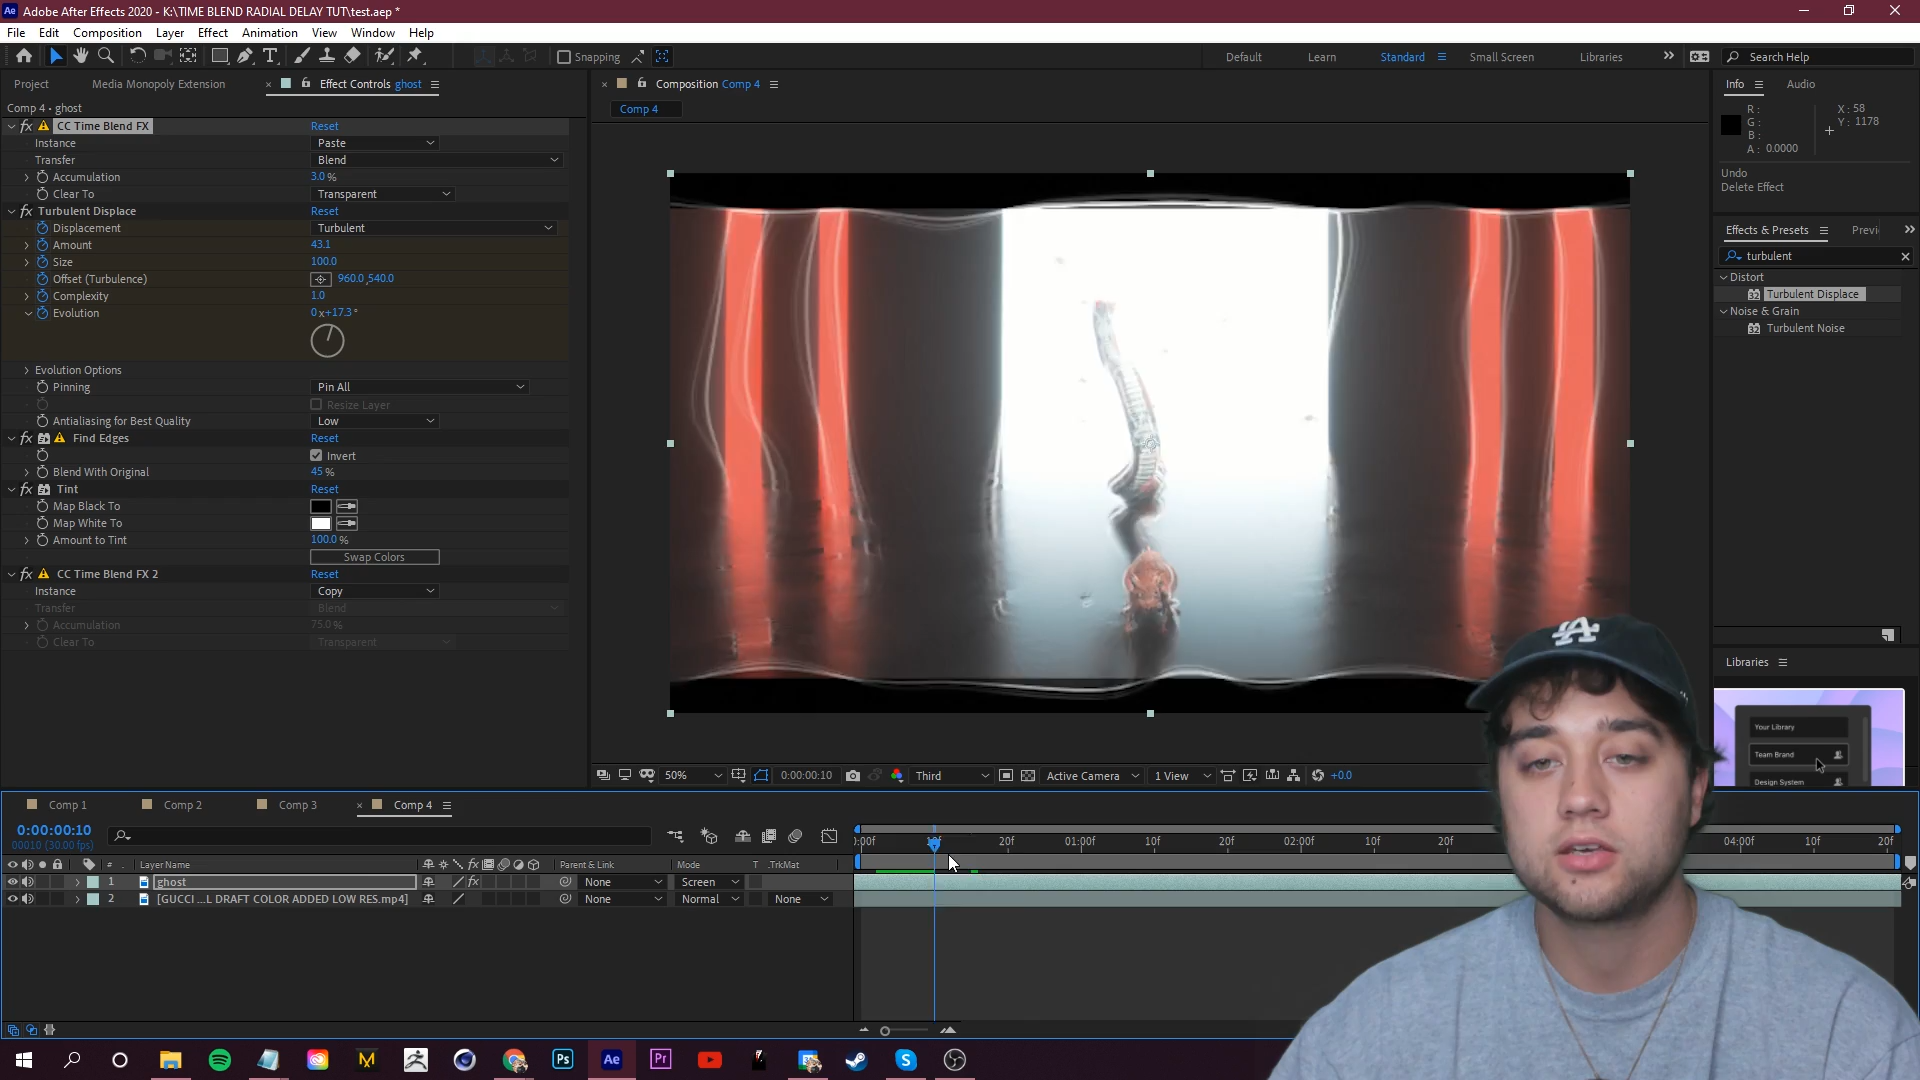 Adobe After Effects 2020 - K:\TIME BLEND RADIAL DELAY TUT\test.aep *
File Edit Composition Layer Effect Animation View Window Help
Snapping
Default Learn Standard Small Screen Libraries
Search Help
Project Media Monopoly Extension Effect Controls ghost
Composition Comp 4
Info Audio
Comp 4 • ghost
Comp 4
CC Time Blend FX Reset
Instance Paste
Transfer Blend
Accumulation 3.0 %
Clear To Transparent
Turbulent Displace Reset
Displacement Turbulent
Amount 43.1
Size 100.0
Offset (Turbulence) 960.0,540.0
Complexity 1.0
Evolution 0x+17.3°
Evolution Options
Pinning Pin All
Resize Layer
Antialiasing for Best Quality Low
Find Edges Reset
Invert
Blend With Original 45 %
Tint Reset
Map Black To
Map White To
Amount to Tint 100.0 %
Swap Colors
CC Time Blend FX 2 Reset
Instance Copy
Transfer Blend
Accumulation 75.0 %
Clear To Transparent
R:
G:
B:
A: 0.0000
X: 58
Y: 1178
Undo
Delete Effect
Effects & Presets Previ
turbulent
Distort
Turbulent Displace
Noise & Grain
Turbulent Noise
Libraries
Your Library
Team Brand
Design System
LA
50% 0:00:00:10 Third Active Camera 1 View +0.0
Comp 1 Comp 2 Comp 3 Comp 4
0:00:00:10
00010 (30.00 fps)
):00f 10f 20f 01:00f 10f 20f 02:00f 10f 20f 04:00f 10f 20f
# Layer Name Parent & Link Mode T .TrkMat
1 ghost None Screen
2 [GUCCI ...L DRAFT COLOR ADDED LOW RES.mp4] None Normal None
Ps Ae Pr